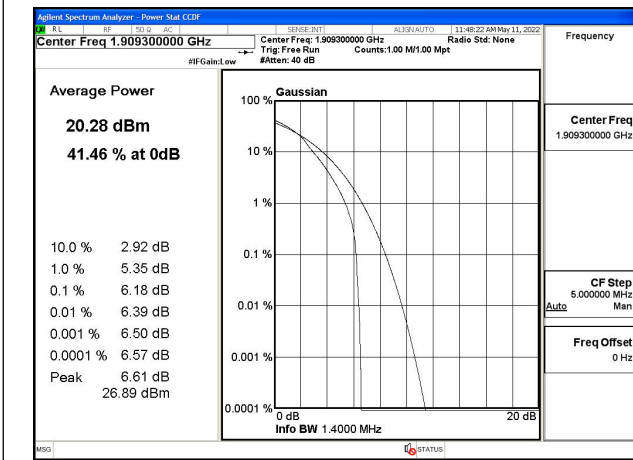 Agilent Spectrum Analyzer - Power Stat CCDF
RL RF 50 Ω AC SENSE:INT ALIGNAUTO 11:48:22 AM May 11, 2022
Center Freq 1.909300000 GHz
Center Freq: 1.909300000 GHz Radio Std: None
Trig: Free Run Counts:1.00 M/1.00 Mpt
#IFGain:Low #Atten: 40 dB
Frequency
Average Power
20.28 dBm
41.46 % at 0dB
10.0 % 2.92 dB
1.0 % 5.35 dB
0.1 % 6.18 dB
0.01 % 6.39 dB
0.001 % 6.50 dB
0.0001 % 6.57 dB
Peak 6.61 dB
26.89 dBm
Gaussian
100 %
10 %
1 %
0.1 %
0.01 %
0.001 %
0.0001 %
0 dB 20 dB
Info BW 1.4000 MHz
Center Freq
1.909300000 GHz
CF Step
5.000000 MHz
Auto Man
Freq Offset
0 Hz
MSG STATUS